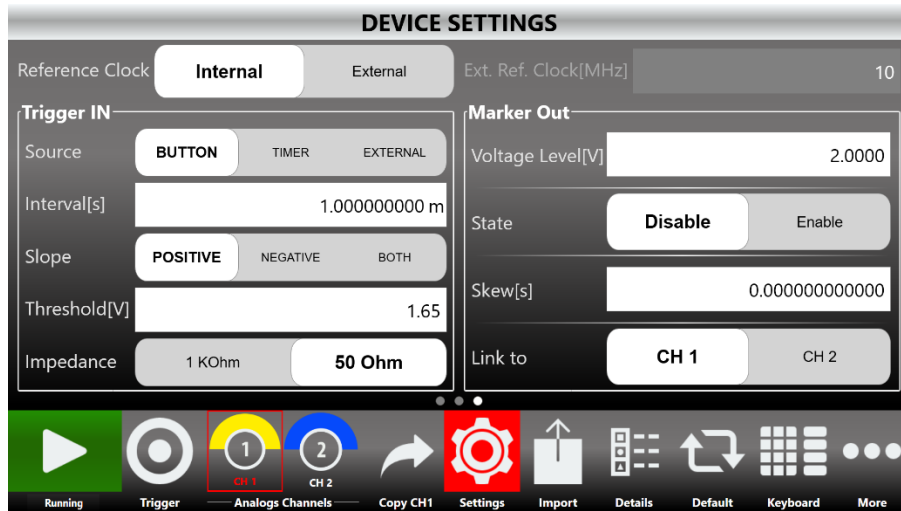 DEVICE SETTINGS
Reference Clock Internal External Ext. Ref. Clock[MHz] 10
Trigger IN
Source BUTTON TIMER EXTERNAL
Interval[s] 1.000000000 m
Slope POSITIVE NEGATIVE BOTH
Threshold[V] 1.65
Impedance 1 KOhm 50 Ohm
Marker Out
Voltage Level[V] 2.0000
State Disable Enable
Skew[s] 0.000000000000
Link to CH 1 CH 2
1 2
CH 1 CH 2
Running Trigger Analogs Channels Copy CH1 Settings Import Details Default Keyboard More